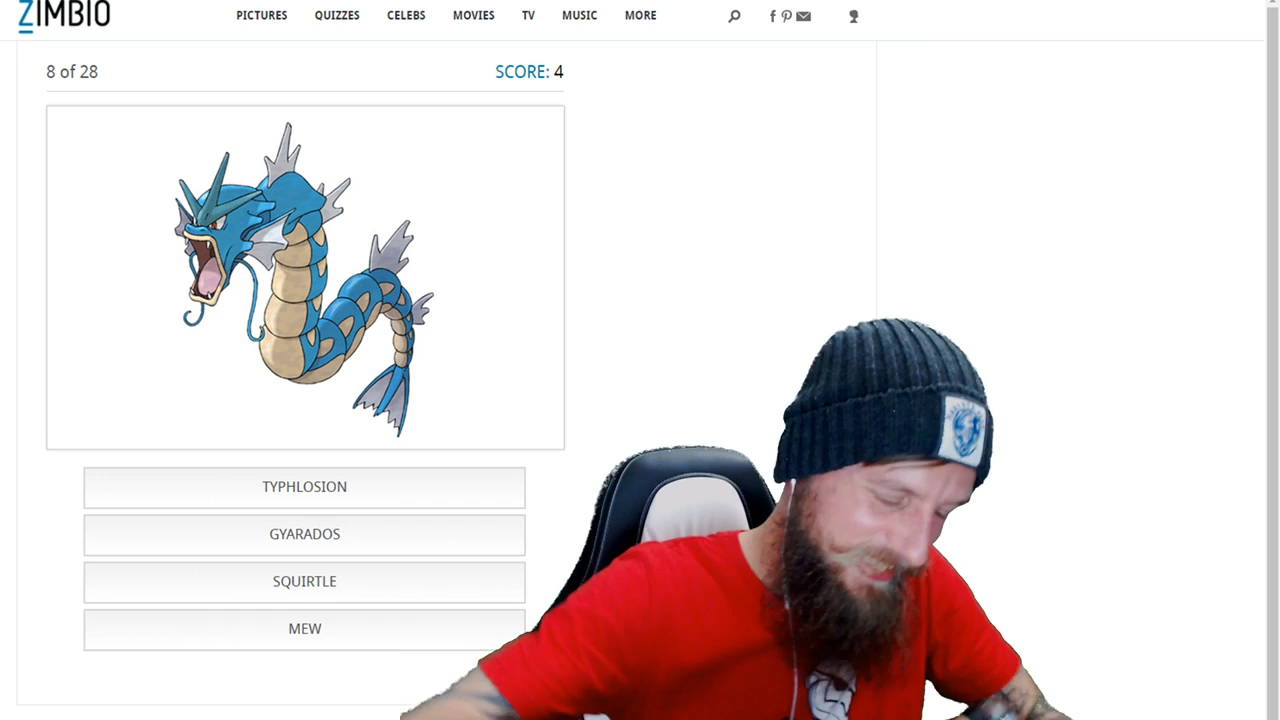 ZIMBIO PICTURES QUIZZES CELEBS MOVIES TV MUSIC MORE
8 of 28 SCORE: 4
TYPHLOSION
GYARADOS
SQUIRTLE
MEW